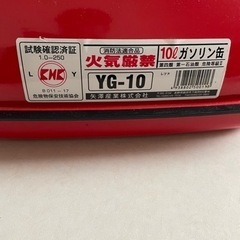 試験確認済証
1.0-250
L
KHK
Y
危険物保安技術協会
消防法適合品
火気厳禁
YG-10
矢澤産業株式会社
10ℓガソリン缶
第四類 第一石油類 危険等級Ⅱ